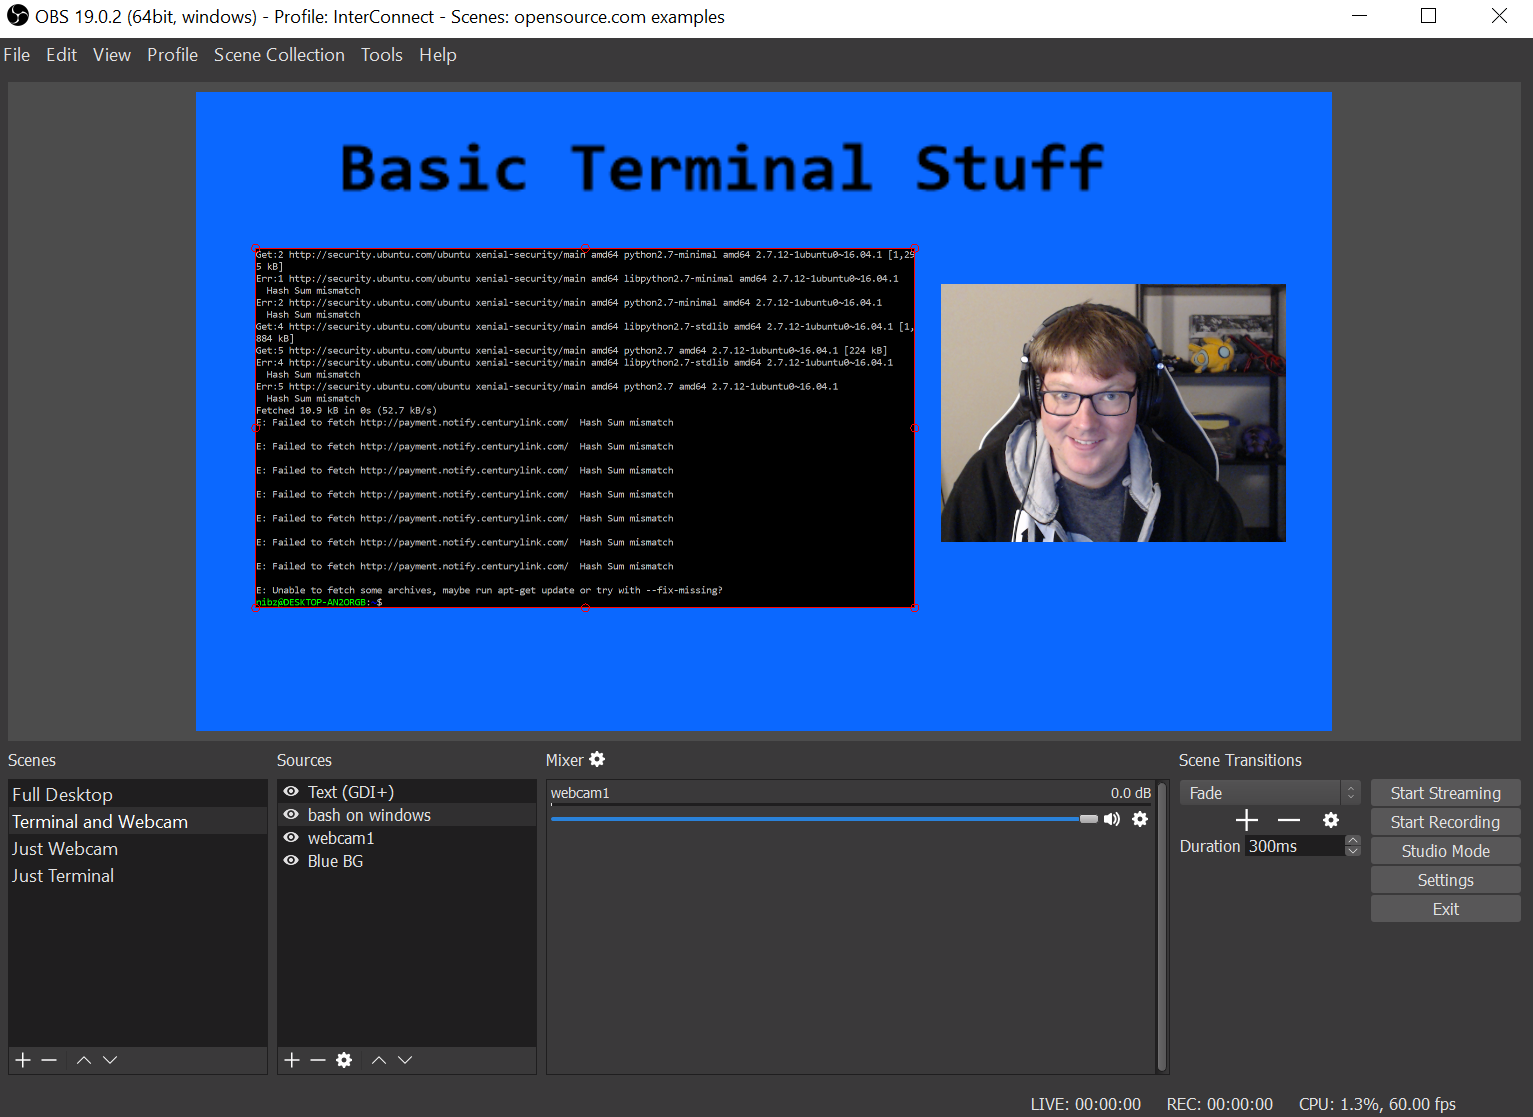 OBS 19.0.2 (64bit, windows) - Profile: InterConnect - Scenes: opensource.com examples
File Edit View Profile Scene Collection Tools Help
Basic Terminal Stuff
Get:2 http://security.ubuntu.com/ubuntu xenial-security/main amd64 python2.7-minimal amd64 2.7.12-1ubuntu0~16.04.1 [1,29
5 kB]
Err:1 http://security.ubuntu.com/ubuntu xenial-security/main amd64 libpython2.7-minimal amd64 2.7.12-1ubuntu0~16.04.1
Hash Sum mismatch
Err:2 http://security.ubuntu.com/ubuntu xenial-security/main amd64 python2.7-minimal amd64 2.7.12-1ubuntu0~16.04.1
Hash Sum mismatch
Get:4 http://security.ubuntu.com/ubuntu xenial-security/main amd64 libpython2.7-stdlib amd64 2.7.12-1ubuntu0~16.04.1 [1,
884 kB]
Get:5 http://security.ubuntu.com/ubuntu xenial-security/main amd64 python2.7 amd64 2.7.12-1ubuntu0~16.04.1 [224 kB]
Err:4 http://security.ubuntu.com/ubuntu xenial-security/main amd64 libpython2.7-stdlib amd64 2.7.12-1ubuntu0~16.04.1
Hash Sum mismatch
Err:5 http://security.ubuntu.com/ubuntu xenial-security/main amd64 python2.7 amd64 2.7.12-1ubuntu0~16.04.1
Hash Sum mismatch
Fetched 10.9 kB in 0s (52.7 kB/s)
E: Failed to fetch http://payment.notify.centurylink.com/  Hash Sum mismatch
E: Failed to fetch http://payment.notify.centurylink.com/  Hash Sum mismatch
E: Failed to fetch http://payment.notify.centurylink.com/  Hash Sum mismatch
E: Failed to fetch http://payment.notify.centurylink.com/  Hash Sum mismatch
E: Failed to fetch http://payment.notify.centurylink.com/  Hash Sum mismatch
E: Failed to fetch http://payment.notify.centurylink.com/  Hash Sum mismatch
E: Failed to fetch http://payment.notify.centurylink.com/  Hash Sum mismatch
E: Unable to fetch some archives, maybe run apt-get update or try with --fix-missing?
nibz@DESKTOP-AN2ORGB:~$
Scenes
Full Desktop
Terminal and Webcam
Just Webcam
Just Terminal
Sources
Text (GDI+)
bash on windows
webcam1
Blue BG
Mixer
webcam1 0.0 dB
Scene Transitions
Fade
Duration 300ms
Start Streaming
Start Recording
Studio Mode
Settings
Exit
LIVE: 00:00:00 REC: 00:00:00 CPU: 1.3%, 60.00 fps